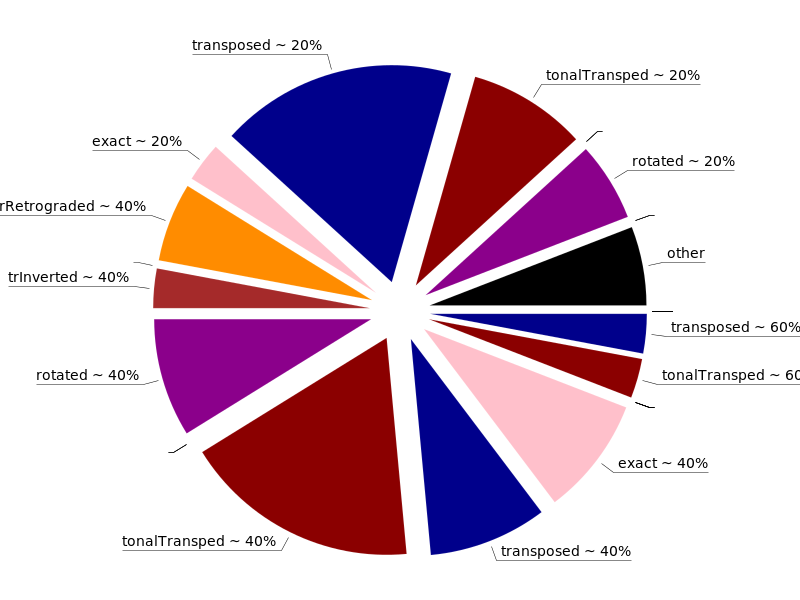 transposed ~ 20%
tonalTransped ~ 20%
exact ~ 20%
rotated ~ 20%
rRetrograded ~ 40%
other
trInverted ~ 40%
transposed ~ 60%
rotated ~ 40%
tonalTransped ~ 60
exact ~ 40%
tonalTransped ~ 40%
transposed ~ 40%